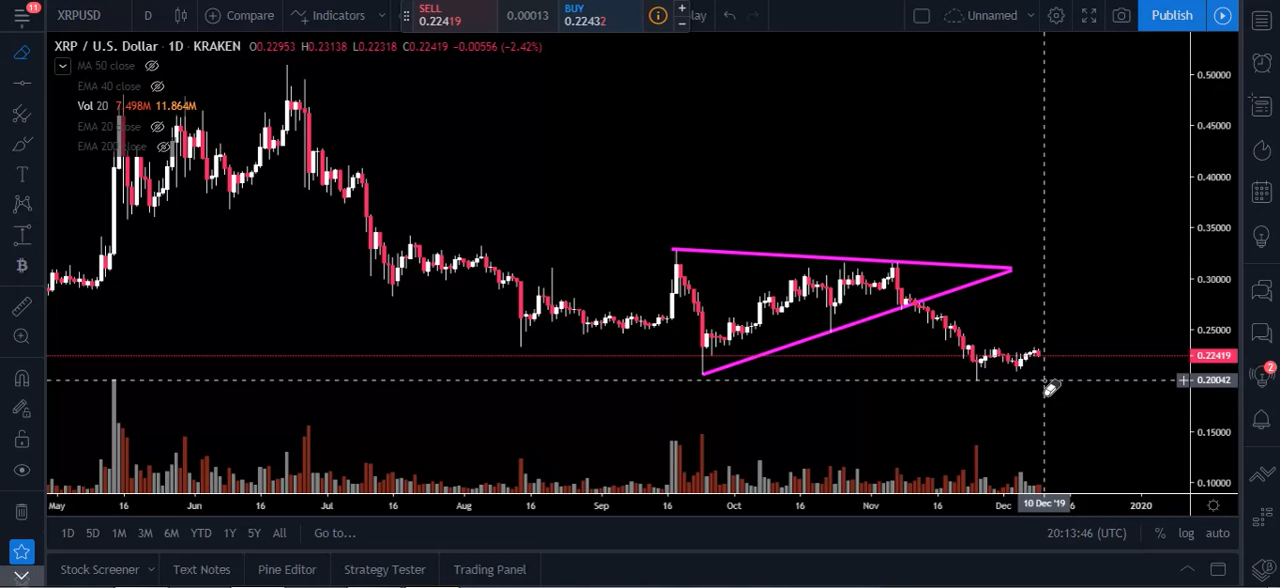 11
XRPUSD D Compare Indicators SELL 0.22419 0.00013 BUY 0.22432 lay Unnamed Publish
XRP / U.S. Dollar · 1D · KRAKEN O0.22953 H0.23138 L0.22318 C0.22419 −0.00556 (−2.42%)
MA 50 close
EMA 40 close
Vol 20 7.498M 11.864M
EMA 20 close
EMA 200 close
0.50000
0.45000
0.40000
0.35000
0.30000
0.25000
0.22419
0.20042
0.15000
0.10000
2
May 16 Jun 16 Jul 16 Aug 16 Sep 16 Oct 16 Nov 16 Dec 10 Dec '19 6 2020
1D 5D 1M 3M 6M YTD 1Y 5Y All Go to... 20:13:46 (UTC) % log auto
Stock Screener Text Notes Pine Editor Strategy Tester Trading Panel